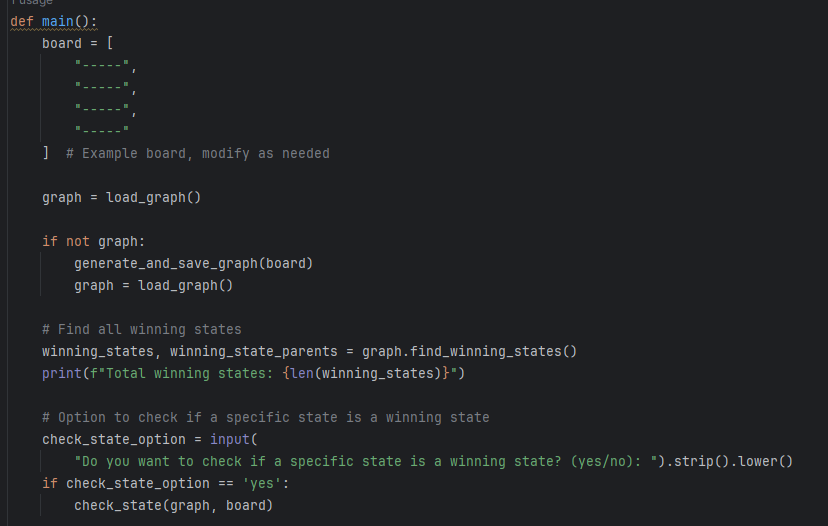 1 usage
def main():
    board = [
        "-----",
        "-----",
        "-----",
        "-----"
    ]  # Example board, modify as needed

    graph = load_graph()

    if not graph:
        generate_and_save_graph(board)
        graph = load_graph()

    # Find all winning states
    winning_states, winning_state_parents = graph.find_winning_states()
    print(f"Total winning states: {len(winning_states)}")

    # Option to check if a specific state is a winning state
    check_state_option = input(
        "Do you want to check if a specific state is a winning state? (yes/no): ").strip().lower()
    if check_state_option == 'yes':
        check_state(graph, board)